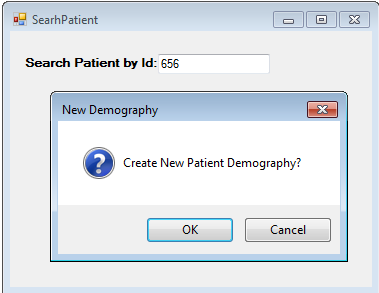 SearhPatient
Search Patient by Id: 656
New Demography
Create New Patient Demography?
OK Cancel